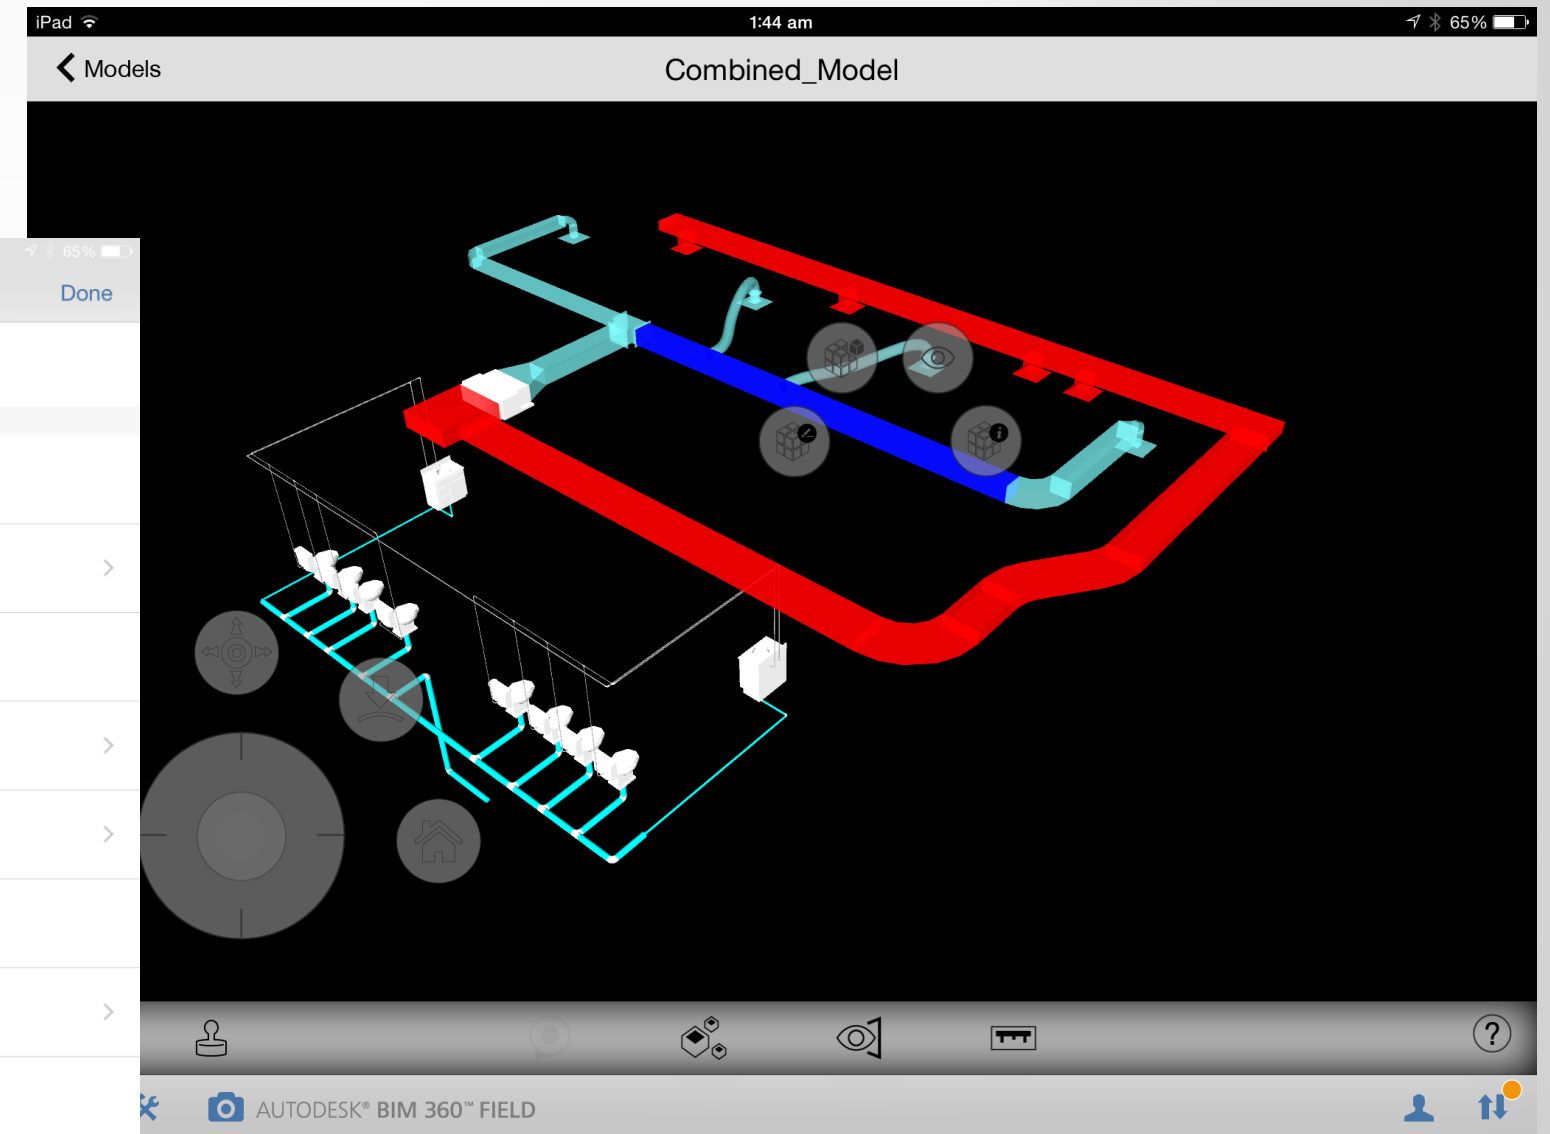 iPad
1:44 am
65%
Models
Combined_Model
65%
Done
i
?
AUTODESK® BIM 360™ FIELD